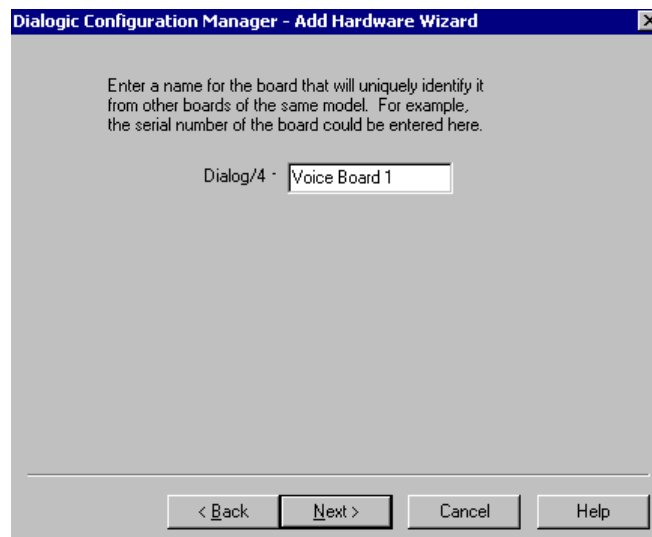 Dialogic Configuration Manager - Add Hardware Wizard
Enter a name for the board that will uniquely identify it
from other boards of the same model. For example,
the serial number of the board could be entered here.
Dialog/4 - Voice Board 1
< Back Next > Cancel Help